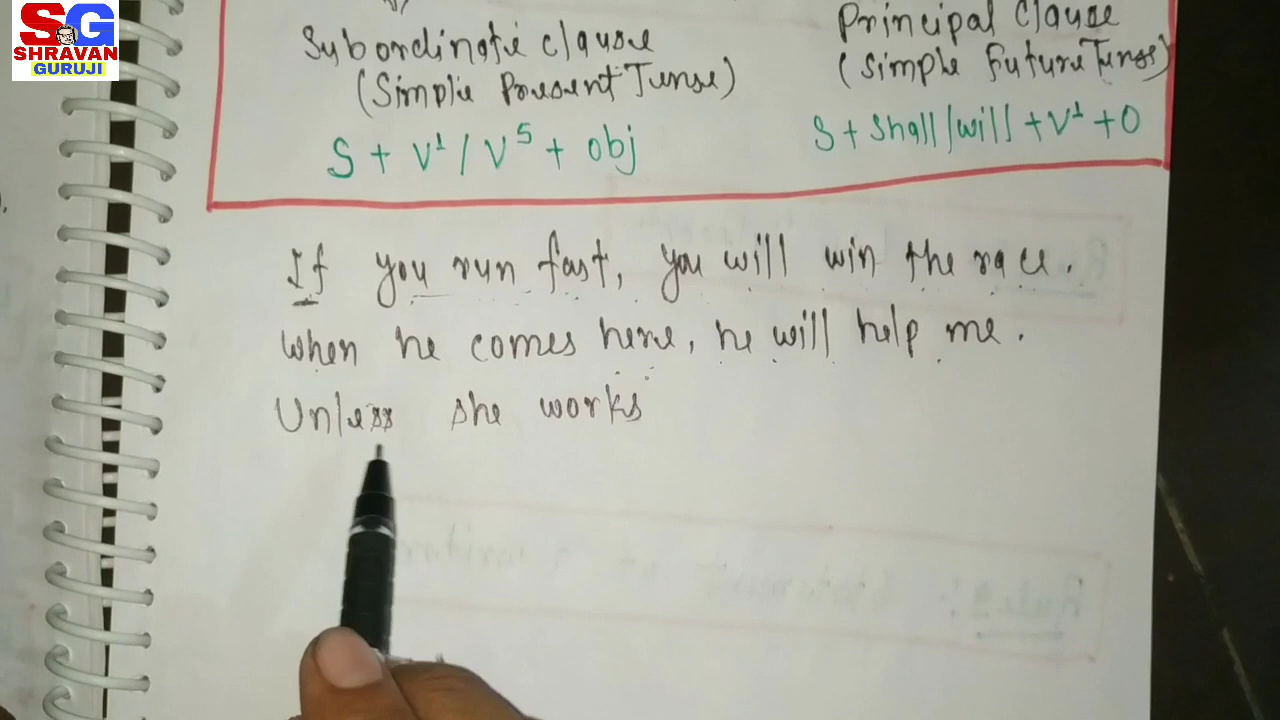 SG
SHRAVAN
GURUJI
Subordinate clause
(Simple Present Tense)
S + V¹ / V⁵ + obj
Principal Clause
(Simple Future Tense)
S + Shall/will + V¹ + O
If you run fast, you will win the race.
When he comes here, he will help me.
Unless she works